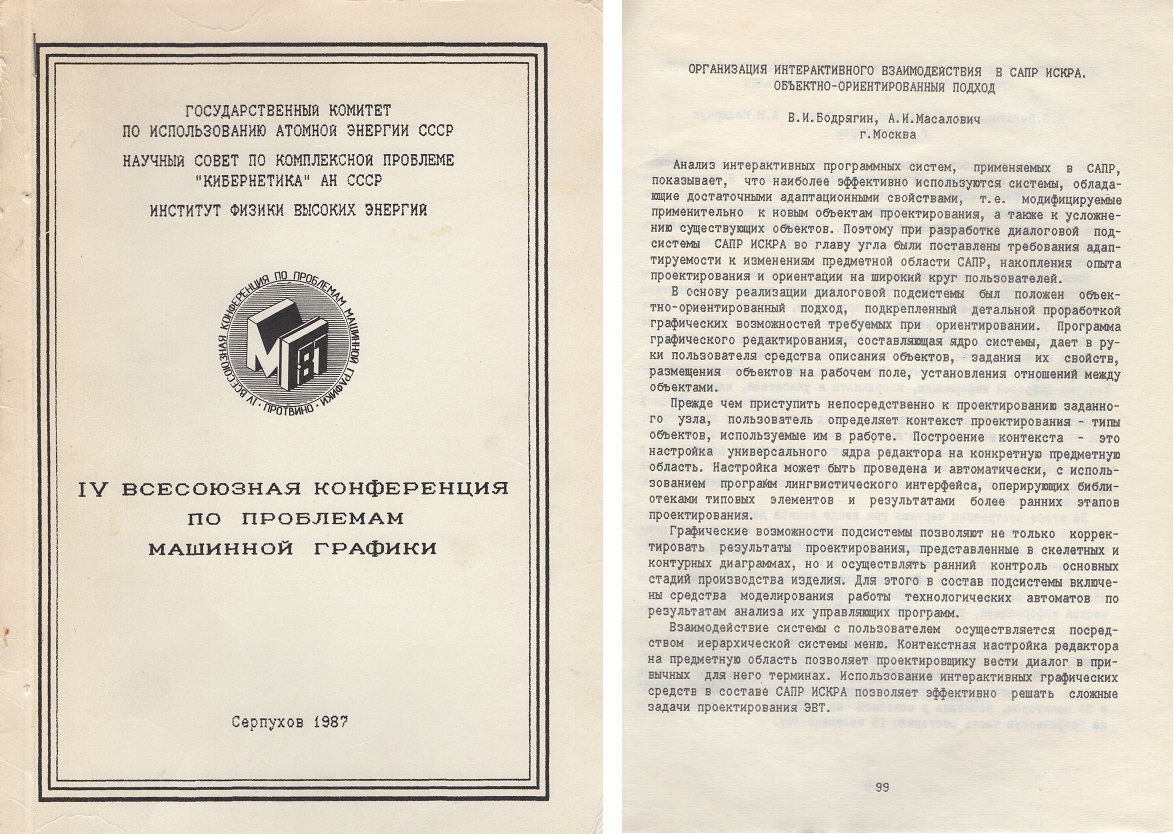 ГОСУДАРСТВЕННЫЙ КОМИТЕТ
ПО ИСПОЛЬЗОВАНИЮ АТОМНОЙ ЭНЕРГИИ СССР
НАУЧНЫЙ СОВЕТ ПО КОМПЛЕКСНОЙ ПРОБЛЕМЕ
"КИБЕРНЕТИКА" АН СССР
ИНСТИТУТ ФИЗИКИ ВЫСОКИХ ЭНЕРГИЙ
IV ВСЕСОЮЗНАЯ КОНФЕРЕНЦИЯ ПО ПРОБЛЕМАМ МАШИННОЙ ГРАФИКИ · ПРОТВИНО ·
МГ 87
IV ВСЕСОЮЗНАЯ КОНФЕРЕНЦИЯ
ПО ПРОБЛЕМАМ
МАШИННОЙ ГРАФИКИ
Серпухов 1987
ОРГАНИЗАЦИЯ ИНТЕРАКТИВНОГО ВЗАИМОДЕЙСТВИЯ В САПР ИСКРА.
ОБЪЕКТНО-ОРИЕНТИРОВАННЫЙ ПОДХОД
В.И.Бодрягин, А.И.Масалович
г.Москва
Анализ интерактивных программных систем, применяемых в САПР,
показывает, что наиболее эффективно используются системы, облада-
ющие достаточными адаптационными свойствами, т.е. модифицируемые
применительно к новым объектам проектирования, а также к усложне-
нию существующих объектов. Поэтому при разработке диалоговой под-
системы САПР ИСКРА во главу угла были поставлены требования адап-
тируемости к изменениям предметной области САПР, накопления опыта
проектирования и ориентации на широкий круг пользователей.
В основу реализации диалоговой подсистемы был положен объек-
тно-ориентированный подход, подкрепленный детальной проработкой
графических возможностей требуемых при ориентировании. Программа
графического редактирования, составляющая ядро системы, дает в ру-
ки пользователя средства описания объектов, задания их свойств,
размещения объектов на рабочем поле, установления отношений между
объектами.
Прежде чем приступить непосредственно к проектированию заданно-
го узла, пользователь определяет контекст проектирования - типы
объектов, используемые им в работе. Построение контекста - это
настройка универсального ядра редактора на конкретную предметную
область. Настройка может быть проведена и автоматически, с исполь-
зованием программ лингвистического интерфейса, оперирующих библи-
отеками типовых элементов и результатами более ранних этапов
проектирования.
Графические возможности подсистемы позволяют не только коррек-
тировать результаты проектирования, представленные в скелетных и
контурных диаграммах, но и осуществлять ранний контроль основных
стадий производства изделия. Для этого в состав подсистемы включе-
ны средства моделирования работы технологических автоматов по
результатам анализа их управляющих программ.
Взаимодействие системы с пользователем осуществляется посред-
ством иерархической системы меню. Контекстная настройка редактора
на предметную область позволяет проектировщику вести диалог в при-
вычных для него терминах. Использование интерактивных графических
средств в составе САПР ИСКРА позволяет эффективно решать сложные
задачи проектирования ЭВТ.
99